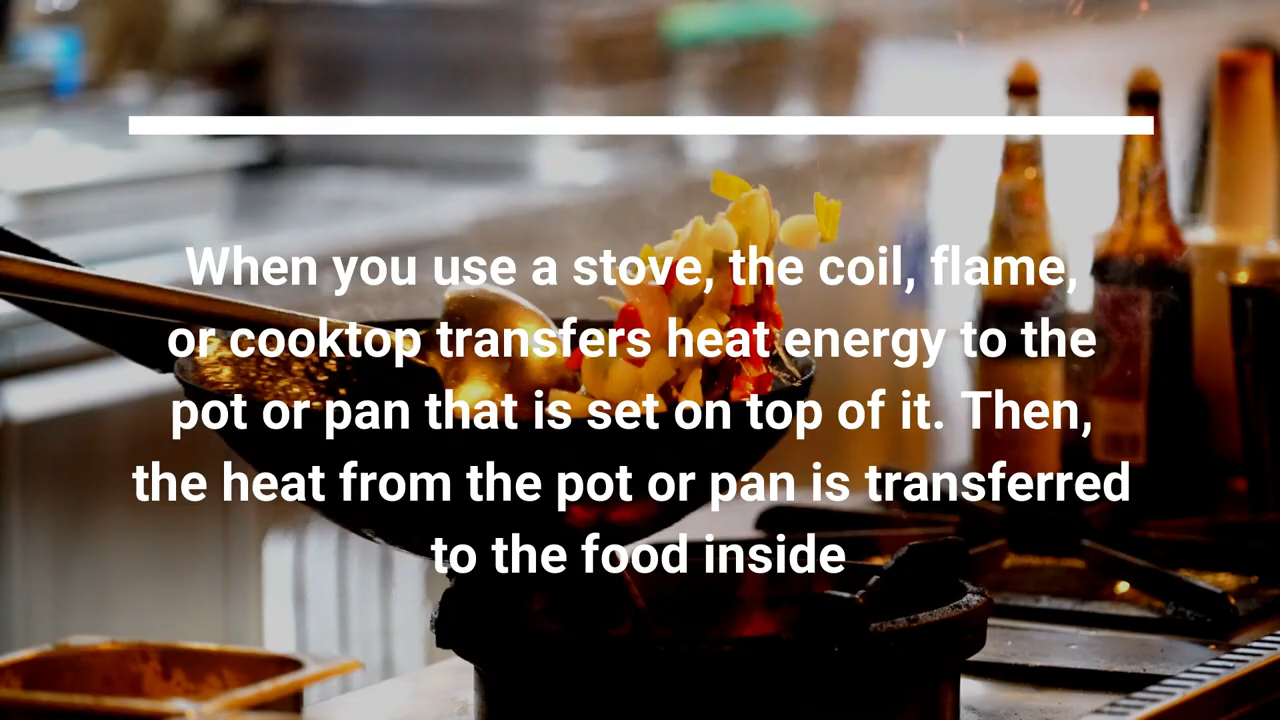 When you use a stove, the coil, flame,
or cooktop transfers heat energy to the
pot or pan that is set on top of it. Then,
the heat from the pot or pan is transferred
to the food inside